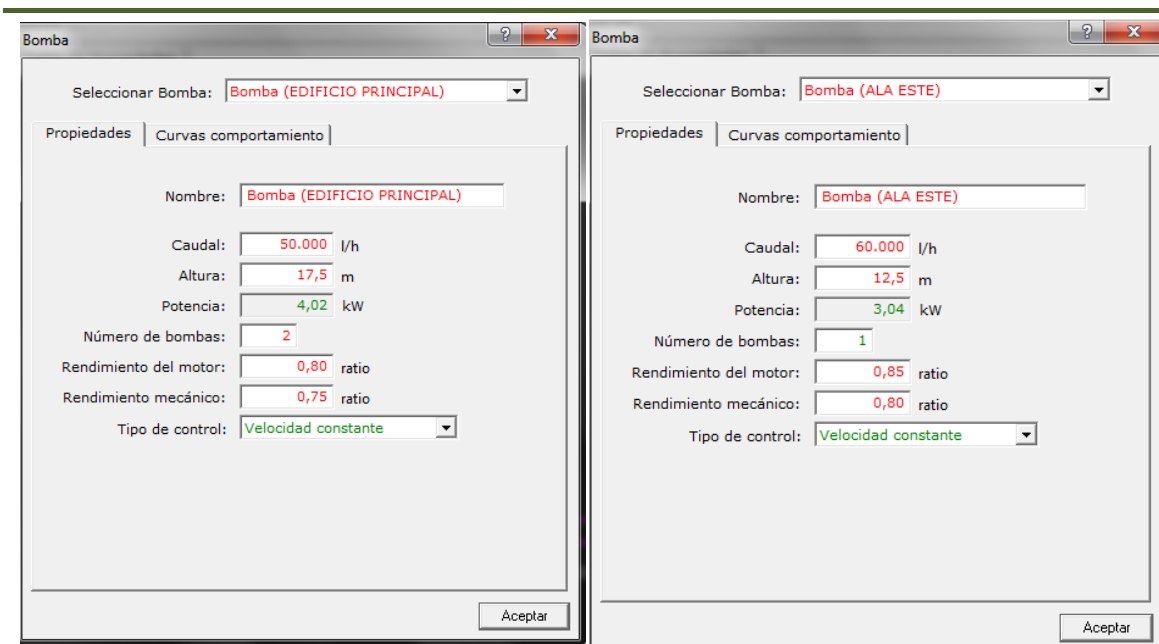 Bomba
Seleccionar Bomba: Bomba (EDIFICIO PRINCIPAL)
Propiedades Curvas comportamiento
Nombre: Bomba (EDIFICIO PRINCIPAL)
Caudal: 50.000 l/h
Altura: 17,5 m
Potencia: 4,02 kW
Número de bombas: 2
Rendimiento del motor: 0,80 ratio
Rendimiento mecánico: 0,75 ratio
Tipo de control: Velocidad constante
Aceptar
Bomba
Seleccionar Bomba: Bomba (ALA ESTE)
Propiedades Curvas comportamiento
Nombre: Bomba (ALA ESTE)
Caudal: 60.000 l/h
Altura: 12,5 m
Potencia: 3,04 kW
Número de bombas: 1
Rendimiento del motor: 0,85 ratio
Rendimiento mecánico: 0,80 ratio
Tipo de control: Velocidad constante
Aceptar